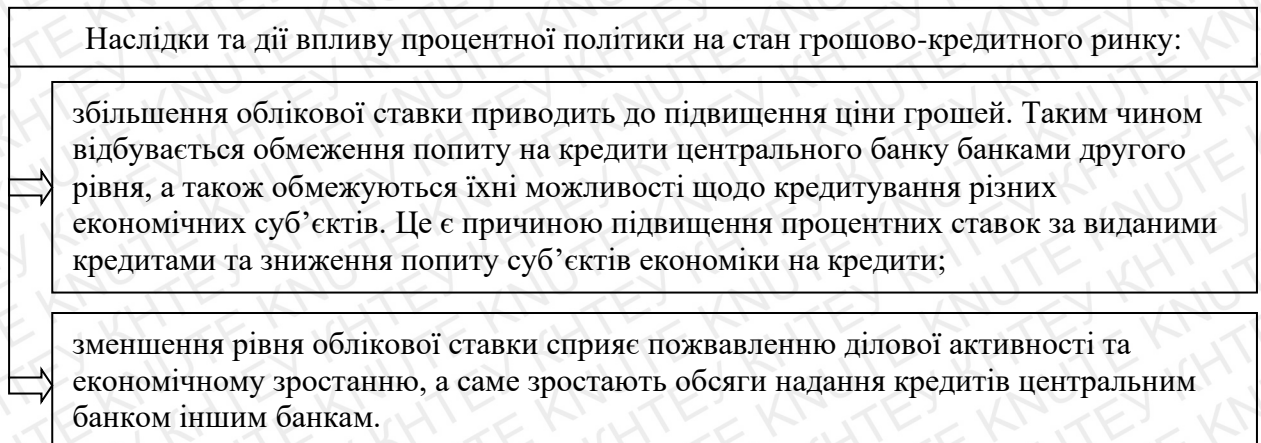 Наслідки та дії впливу процентної політики на стан грошово-кредитного ринку:
збільшення облікової ставки приводить до підвищення ціни грошей. Таким чином
відбувається обмеження попиту на кредити центрального банку банками другого
рівня, а також обмежуються їхні можливості щодо кредитування різних
економічних суб’єктів. Це є причиною підвищення процентних ставок за виданими
кредитами та зниження попиту суб’єктів економіки на кредити;
зменшення рівня облікової ставки сприяє пожвавленню ділової активності та
економічному зростанню, а саме зростають обсяги надання кредитів центральним
банком іншим банкам.